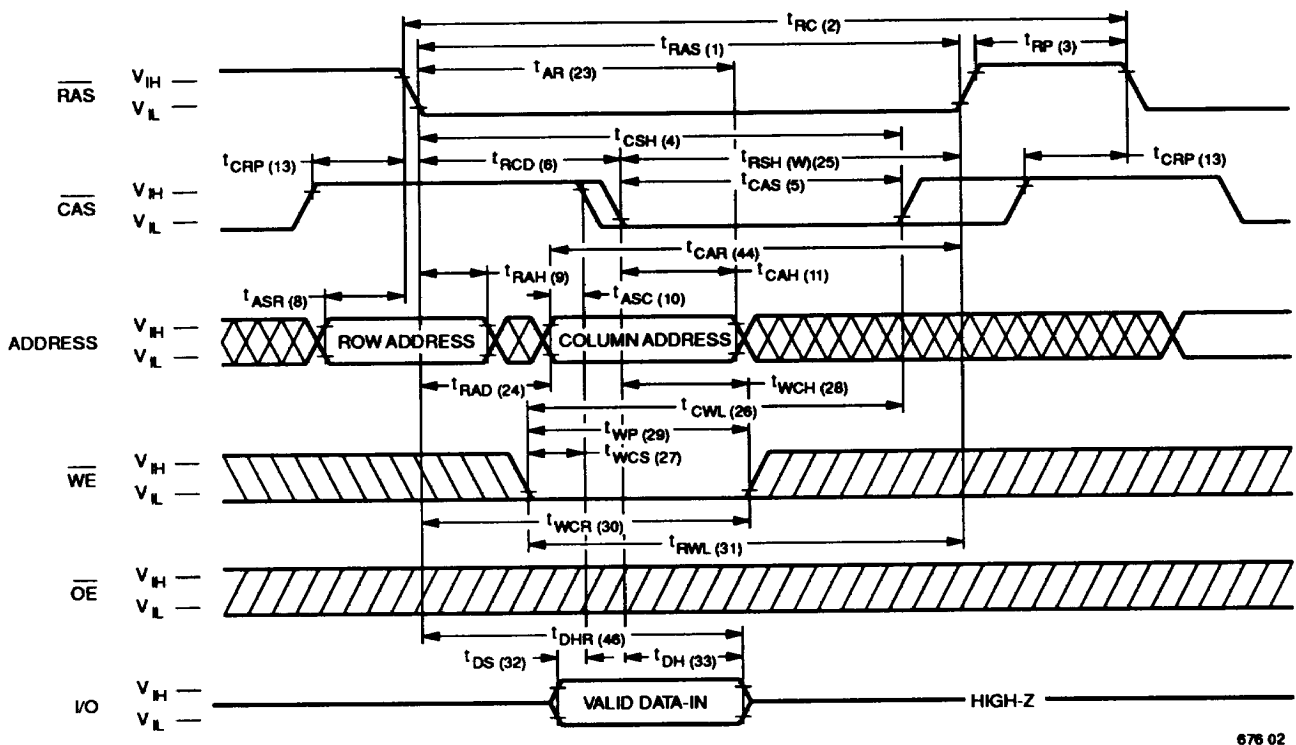 tRC (2)
tRAS (1)
tRP (3)
tAR (23)
RAS
VIH
VIL
tCSH (4)
tCRP (13)
tRCD (6)
tRSH (W)(25)
tCRP (13)
tCAS (5)
CAS
VIH
VIL
tCAR (44)
tRAH (9)
tCAH (11)
tASR (8)
tASC (10)
ADDRESS
VIH
VIL
ROW ADDRESS
COLUMN ADDRESS
tRAD (24)
tWCH (28)
tCWL (26)
tWP (29)
tWCS (27)
WE
VIH
VIL
tWCR (30)
tRWL (31)
OE
VIH
VIL
tDHR (46)
tDS (32)
tDH (33)
I/O
VIH
VIL
VALID DATA-IN
HIGH-Z
676 02